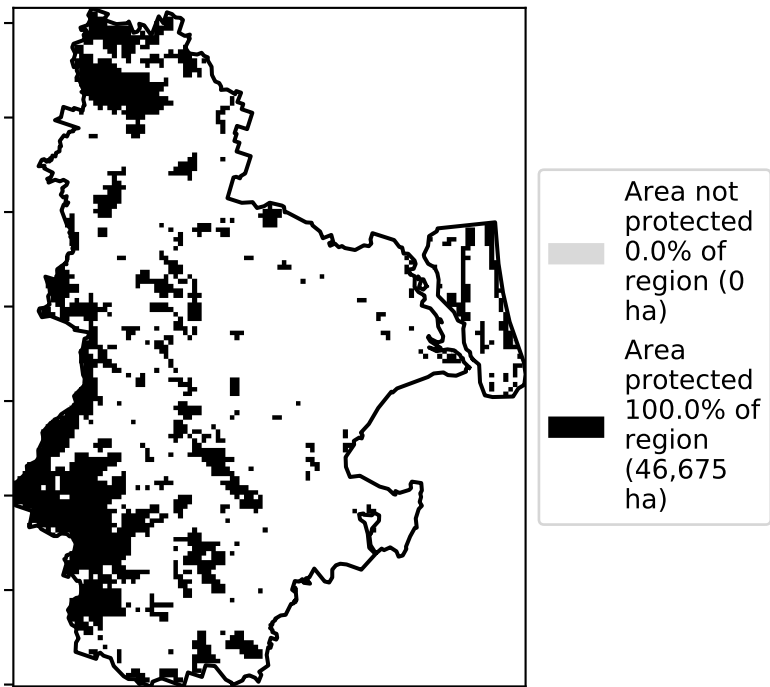 Area not
protected
0.0% of
region (0
ha)
Area
protected
100.0% of
region
(46,675
ha)